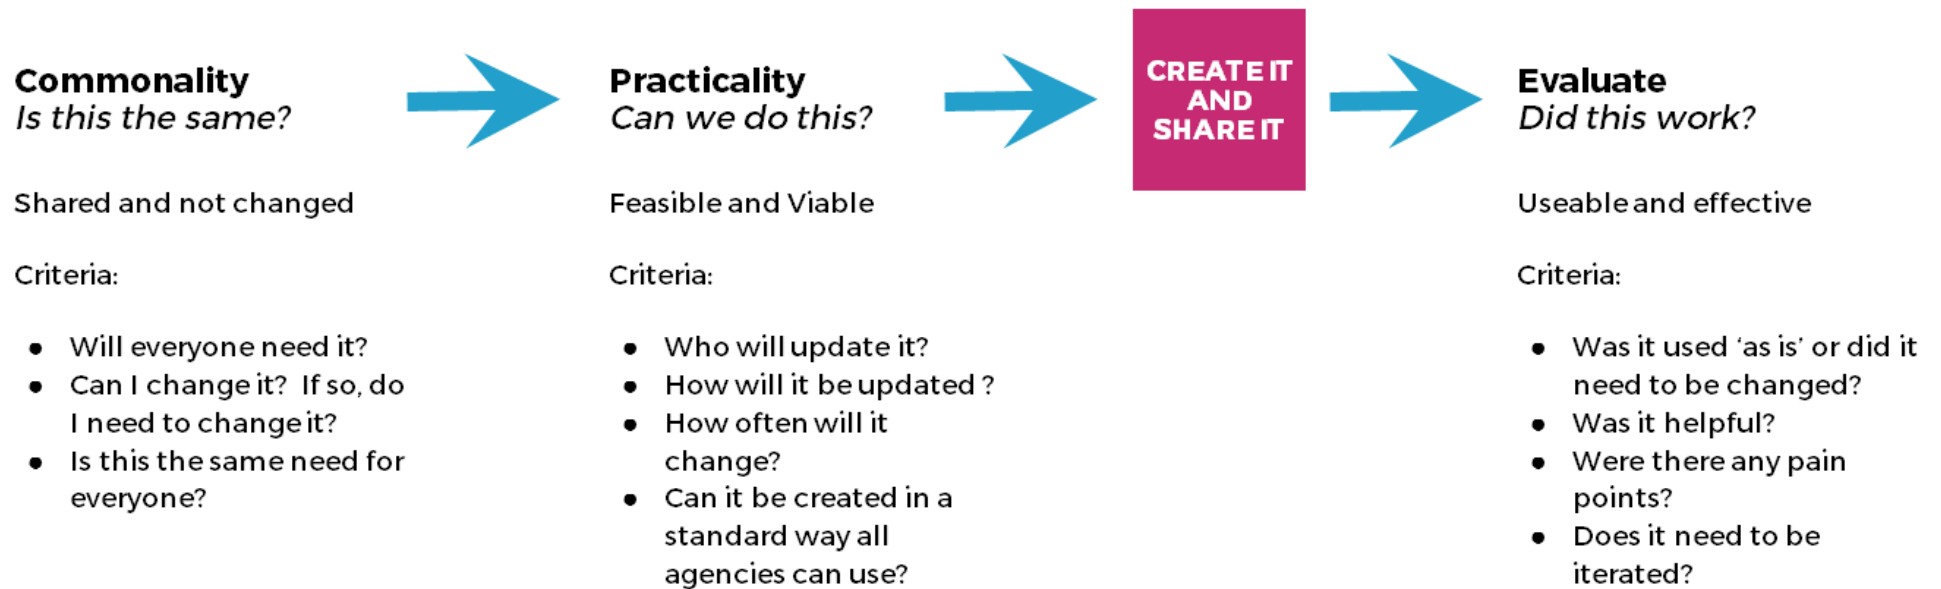 Commonality
Is this the same?
Shared and not changed
Criteria:
● Will everyone need it?
● Can I change it? If so, do
I need to change it?
● Is this the same need for
everyone?
Practicality
Can we do this?
Feasible and Viable
Criteria:
● Who will update it?
● How will it be updated ?
● How often will it
change?
● Can it be created in a
standard way all
agencies can use?
CREATE IT
AND
SHARE IT
Evaluate
Did this work?
Useable and effective
Criteria:
● Was it used ‘as is’ or did it
need to be changed?
● Was it helpful?
● Were there any pain
points?
● Does it need to be
iterated?